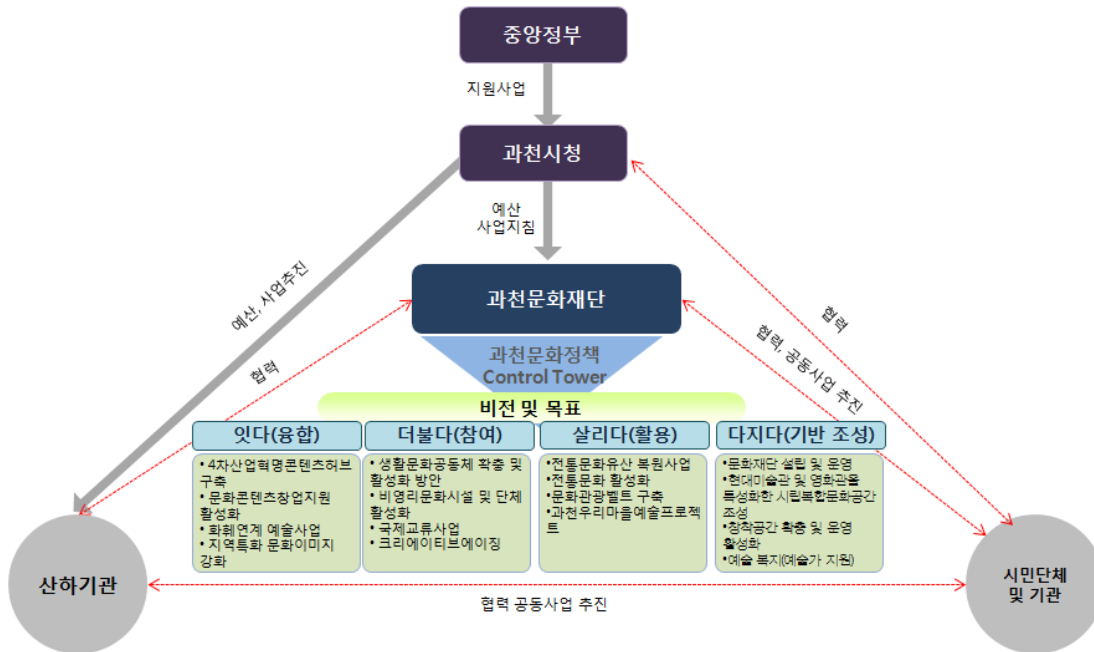 중앙정부
지원사업
과천시청
예산
사업지침
예산, 사업추진
협력
과천문화재단
협력
협력, 공동사업 추진
과천문화정책
Control Tower
비전 및 목표
잇다(융합)
• 4차산업혁명콘텐츠허브
구축
• 문화콘텐츠창업지원
활성화
• 화훼연계 예술사업
• 지역특화 문화이미지
강화
더불다(참여)
• 생활문화공동체 확충 및
활성화 방안
• 비영리문화시설 및 단체
활성화
• 국제교류사업
• 크리에이티브에이징
살리다(활용)
•전통문화유산 복원사업
•전통문화 활성화
•문화관광벨트 구축
•과천우리마을예술프로젝
트
다지다(기반 조성)
•문화재단 설립 및 운영
•현대미술관 및 영화관을
특성화한 시립복합문화공간
조성
•창작공간 확충 및 운영
활성화
•예술 복지(예술가 지원)
산하기관
협력 공동사업 추진
시민단체
및 기관